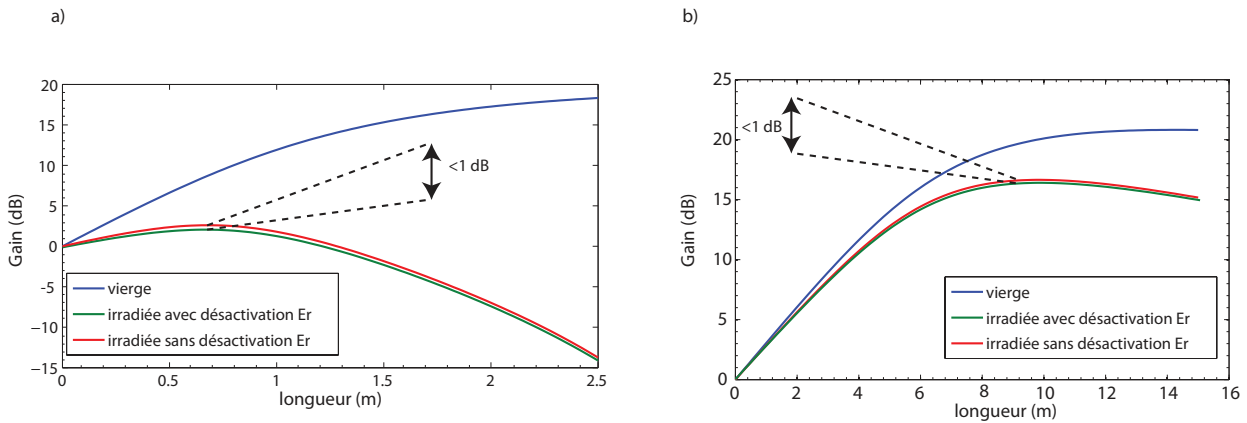 a)
20
15
10
5
0
−5
−10
−15
Gain (dB)
<1 dB
vierge
irradiée avec désactivation Er
irradiée sans désactivation Er
0 0.5 1 1.5 2 2.5
longueur (m)
b)
25
20
15
10
5
0
Gain (dB)
<1 dB
vierge
irradiée avec désactivation Er
irradiée sans désactivation Er
0 2 4 6 8 10 12 14 16
longueur (m)